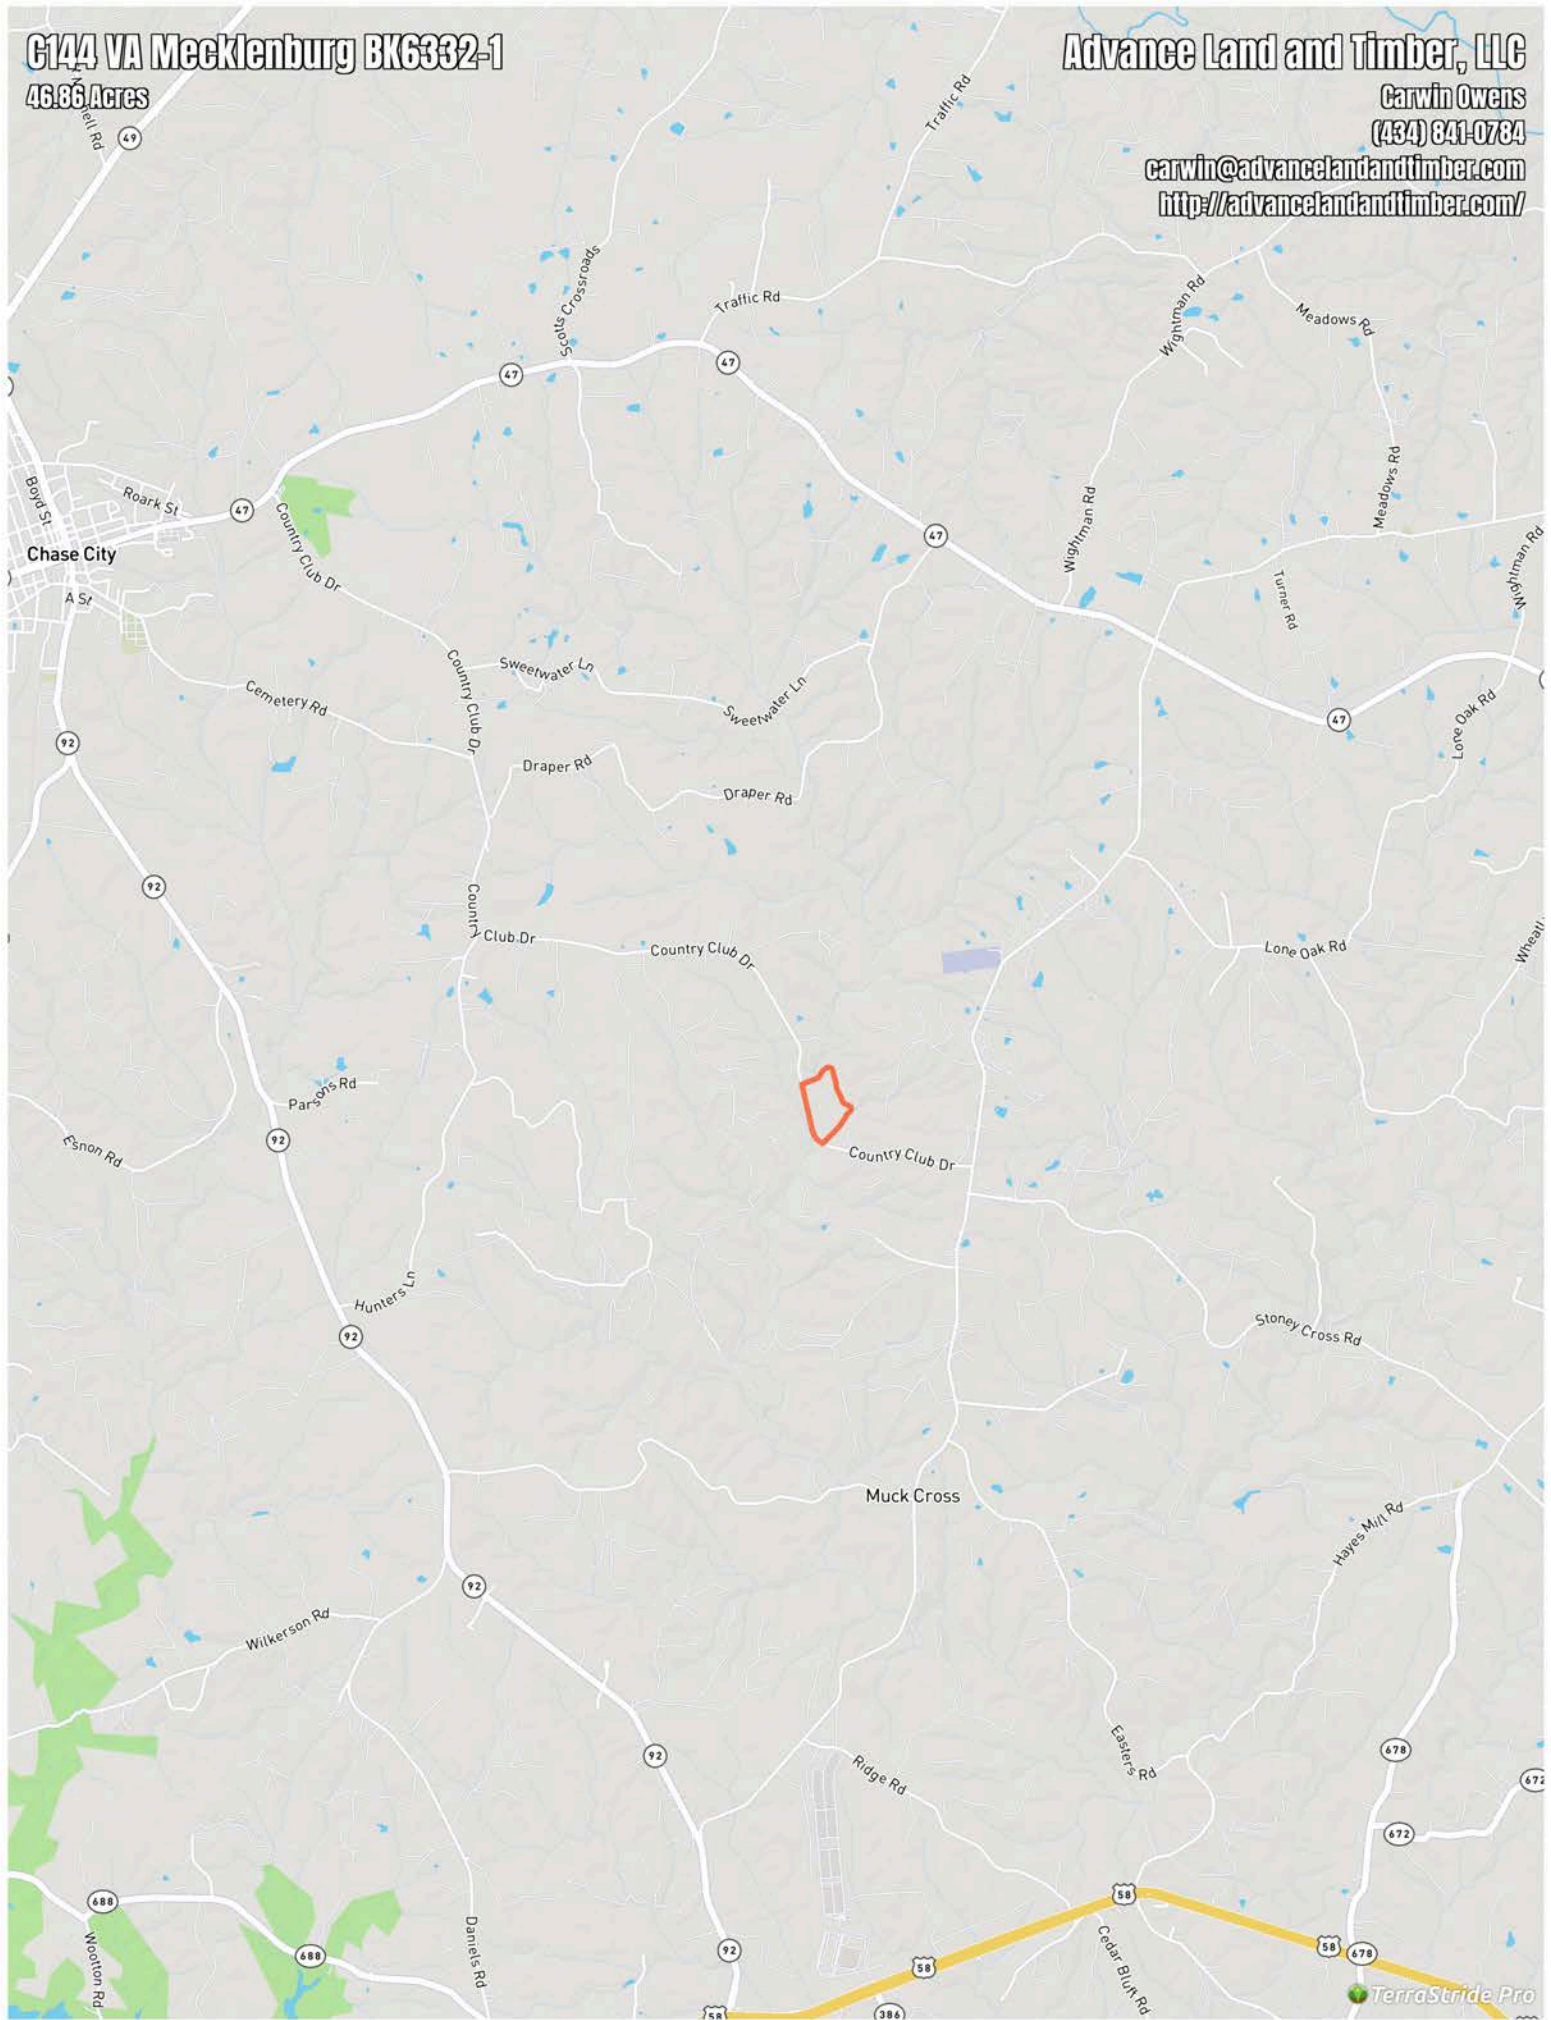 C144 VA Mecklenburg BK6332-1
46.86 Acres
Advance Land and Timber, LLC
Carwin Owens
(434) 841-0784
carwin@advancelandandtimber.com
http://advancelandandtimber.com/
49
Traffic Rd
Scotts Crossroads
Traffic Rd
Wightman Rd
Meadows Rd
47
47
Boyd St
Roark St
47
Country Club Dr
Meadows Rd
Wightman Rd
47
Wightman Rd
Chase City
A St
Turner Rd
Country Club Dr
Sweetwater Ln
Cemetery Rd
Sweetwater Ln
Lone Oak Rd
47
92
Draper Rd
Draper Rd
92
Country Club Dr
Country Club Dr
Lone Oak Rd
Parsons Rd
92
Esnon Rd
Country Club Dr
Hunters Ln
92
Stoney Cross Rd
Muck Cross
Hayes Mill Rd
92
Wilkerson Rd
92
Ridge Rd
Easters Rd
678
672
672
688
58
Wootton Rd
688
Daniels Rd
92
58
Cedar Bluff Rd
58
678
TerraStride Pro
58
386